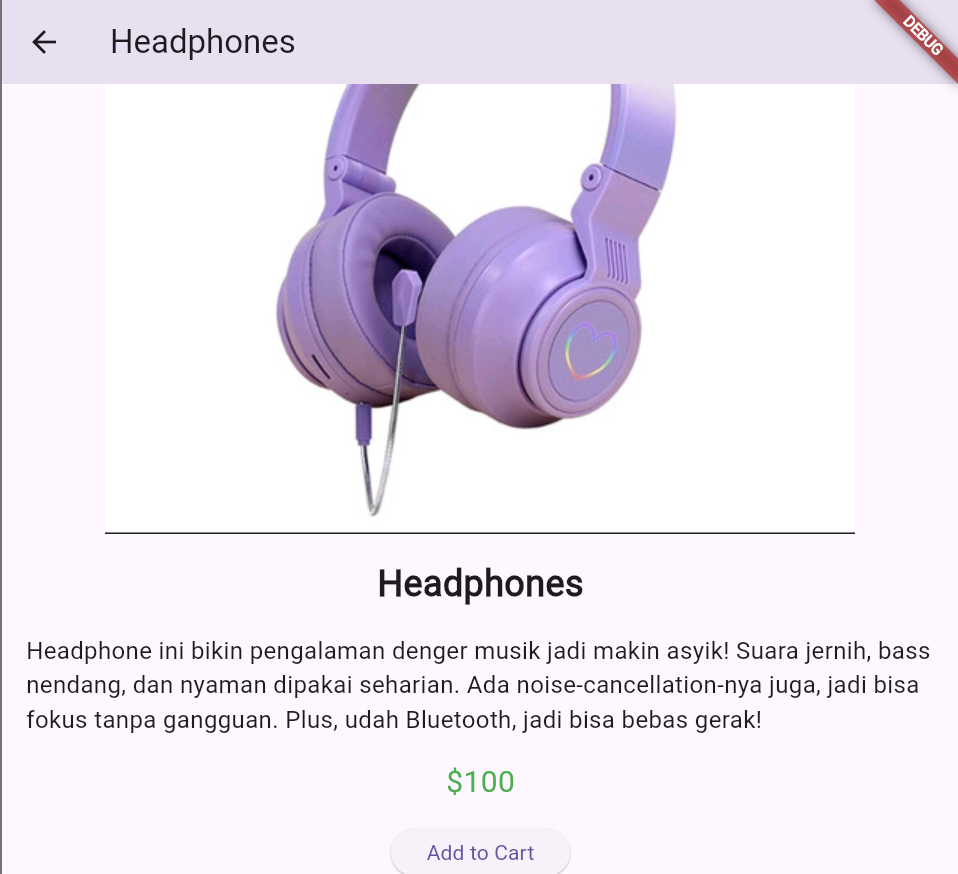 Headphones
DEBUG
Headphones
Headphone ini bikin pengalaman denger musik jadi makin asyik! Suara jernih, bass
nendang, dan nyaman dipakai seharian. Ada noise-cancellation-nya juga, jadi bisa
fokus tanpa gangguan. Plus, udah Bluetooth, jadi bisa bebas gerak!
$100
Add to Cart